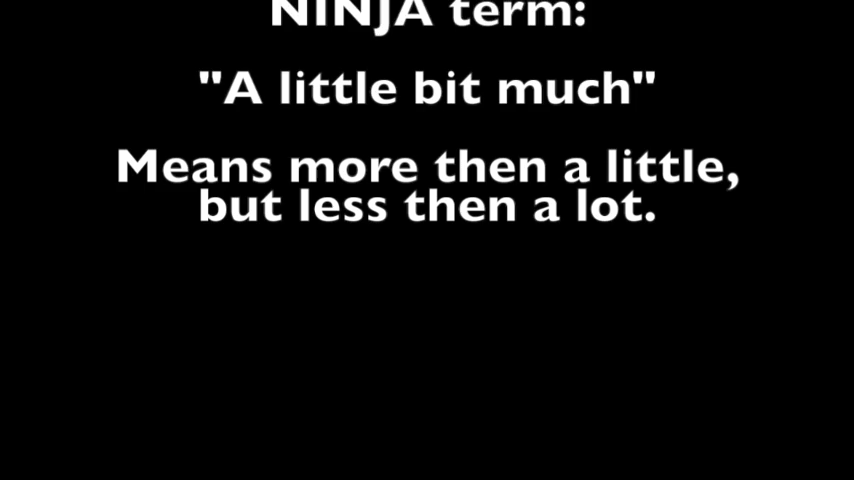 NINJA term:
"A little bit much"
Means more then a little,
but less then a lot.